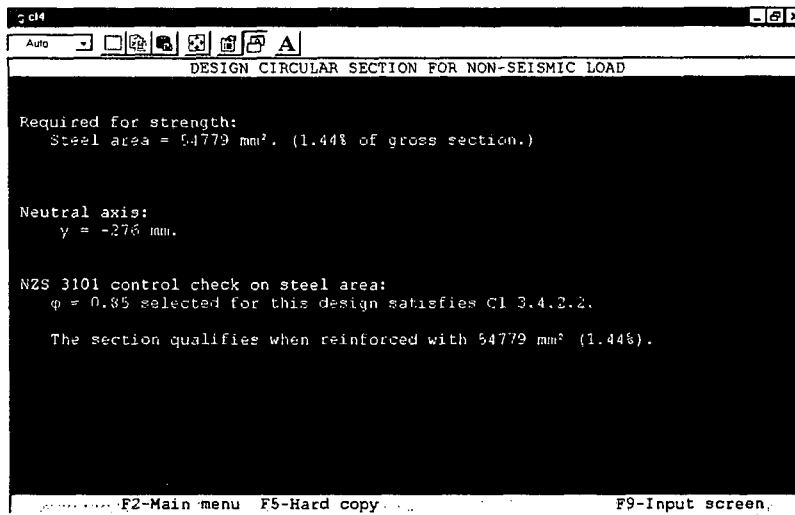 cl4
Auto
A
DESIGN CIRCULAR SECTION FOR NON-SEISMIC LOAD
Required for strength:
Steel area = 54779 mm². (1.44% of gross section.)
Neutral axis:
y = -276 mm.
NZS 3101 control check on steel area:
φ = 0.85 selected for this design satisfies Cl 3.4.2.2.
The section qualifies when reinforced with 54779 mm² (1.44%).
F2-Main menu F5-Hard copy F9-Input screen